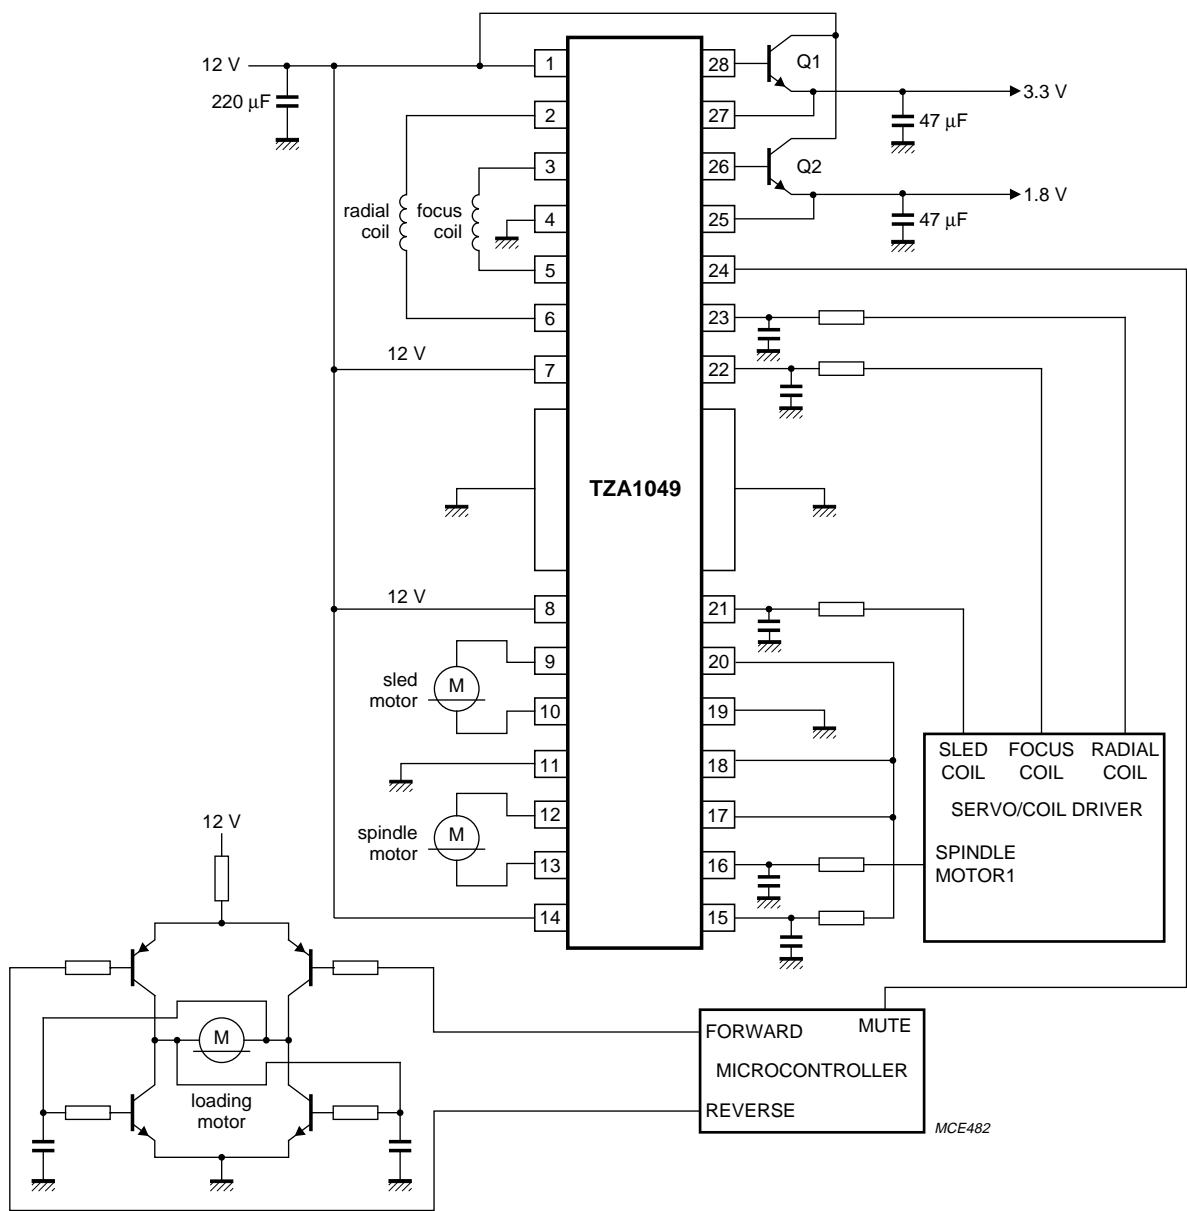 12 V
220 μF
1
28
Q1
3.3 V
2
27
47 μF
3
26
Q2
radial
coil
focus
coil
4
25
1.8 V
47 μF
5
24
6
23
12 V
7
22
TZA1049
12 V
8
21
sled
motor
M
9
20
10
19
11
18
spindle
motor
M
12
17
13
16
14
15
SLED
COIL
FOCUS
COIL
RADIAL
COIL
SERVO/COIL DRIVER
SPINDLE
MOTOR1
12 V
M
loading
motor
FORWARD
MUTE
MICROCONTROLLER
REVERSE
MCE482